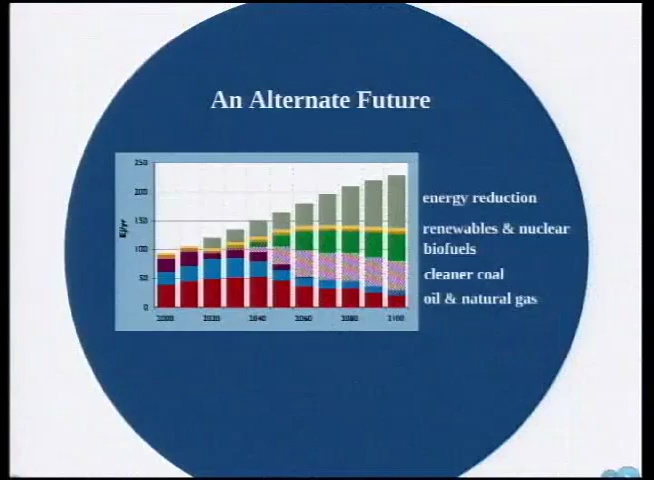 An Alternate Future
250
200
150
100
50
0
EJ/yr
2000
2020
2040
2060
2080
2100
energy reduction
renewables & nuclear
biofuels
cleaner coal
oil & natural gas